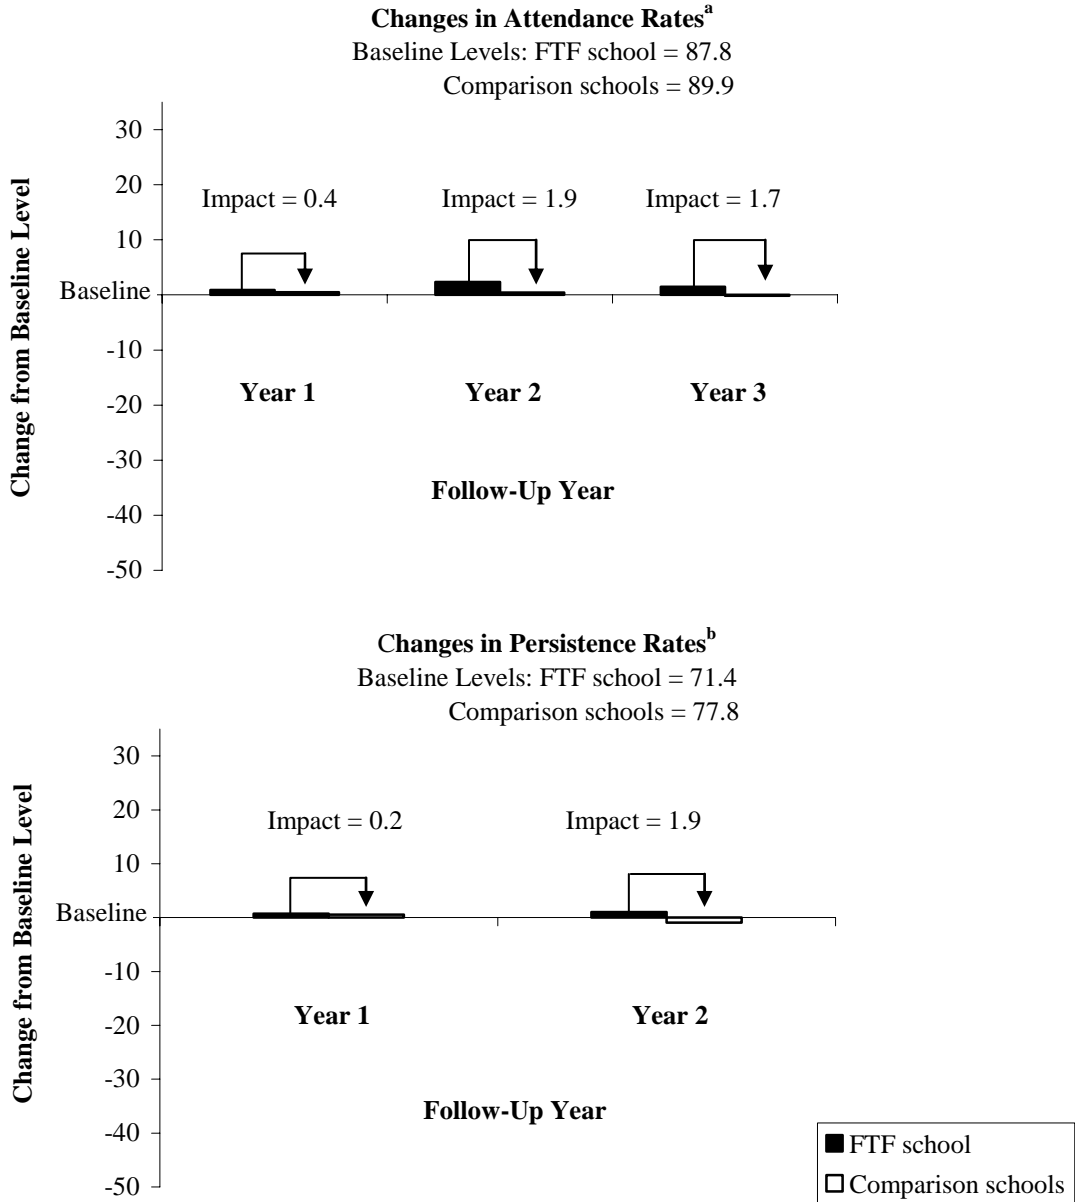 Changes in Attendance Ratesa
Baseline Levels: FTF school = 87.8
Comparison schools = 89.9
Change from Baseline Level
30
20
10
Baseline
-10
-20
-30
-40
-50
Impact = 0.4
Impact = 1.9
Impact = 1.7
Year 1
Year 2
Year 3
Follow-Up Year
Changes in Persistence Ratesb
Baseline Levels: FTF school = 71.4
Comparison schools = 77.8
Change from Baseline Level
30
20
10
Baseline
-10
-20
-30
-40
-50
Impact = 0.2
Impact = 1.9
Year 1
Year 2
Follow-Up Year
FTF school
Comparison schools